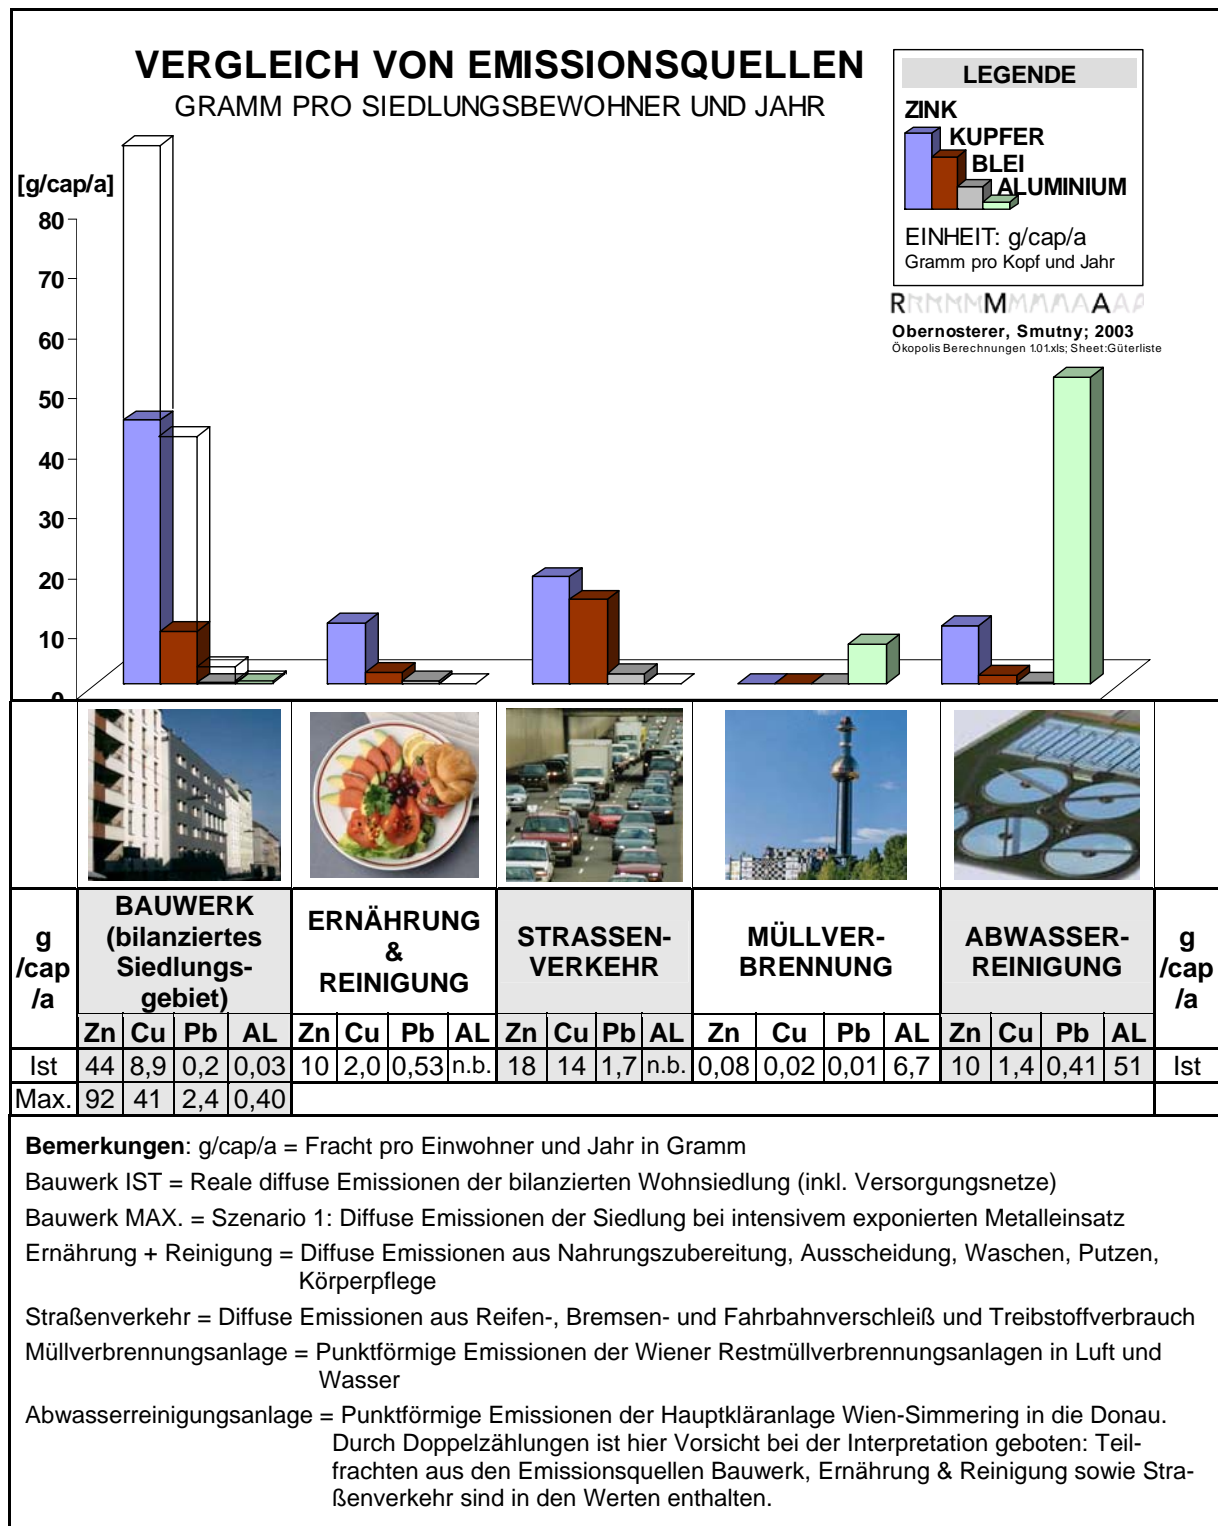 VERGLEICH VON EMISSIONSQUELLEN
GRAMM PRO SIEDLUNGSBEWOHNER UND JAHR
LEGENDE
ZINK
KUPFER
BLEI
ALUMINIUM
EINHEIT: g/cap/a
Gramm pro Kopf und Jahr
Obernosterer, Smutny; 2003
Ökopolis Berechnungen 1.01.xls; Sheet:Güterliste
[g/cap/a]
80
70
60
50
40
30
20
10
0
g /cap /a
BAUWERK (bilanziertes Siedlungs- gebiet)
ERNÄHRUNG & REINIGUNG
STRASSEN- VERKEHR
MÜLLVER- BRENNUNG
ABWASSER- REINIGUNG
g /cap /a
Zn Cu Pb AL Zn Cu Pb AL Zn Cu Pb AL Zn Cu Pb AL Zn Cu Pb AL
Ist 44 8,9 0,2 0,03 10 2,0 0,53 n.b. 18 14 1,7 n.b. 0,08 0,02 0,01 6,7 10 1,4 0,41 51 Ist
Max. 92 41 2,4 0,40
Bemerkungen: g/cap/a = Fracht pro Einwohner und Jahr in Gramm
Bauwerk IST = Reale diffuse Emissionen der bilanzierten Wohnsiedlung (inkl. Versorgungsnetze)
Bauwerk MAX. = Szenario 1: Diffuse Emissionen der Siedlung bei intensivem exponierten Metalleinsatz
Ernährung + Reinigung = Diffuse Emissionen aus Nahrungszubereitung, Ausscheidung, Waschen, Putzen,
Körperpflege
Straßenverkehr = Diffuse Emissionen aus Reifen-, Bremsen- und Fahrbahnverschleiß und Treibstoffverbrauch
Müllverbrennungsanlage = Punktförmige Emissionen der Wiener Restmüllverbrennungsanlagen in Luft und
Wasser
Abwasserreinigungsanlage = Punktförmige Emissionen der Hauptkläranlage Wien-Simmering in die Donau.
Durch Doppelzählungen ist hier Vorsicht bei der Interpretation geboten: Teil-
frachten aus den Emissionsquellen Bauwerk, Ernährung & Reinigung sowie Stra-
ßenverkehr sind in den Werten enthalten.